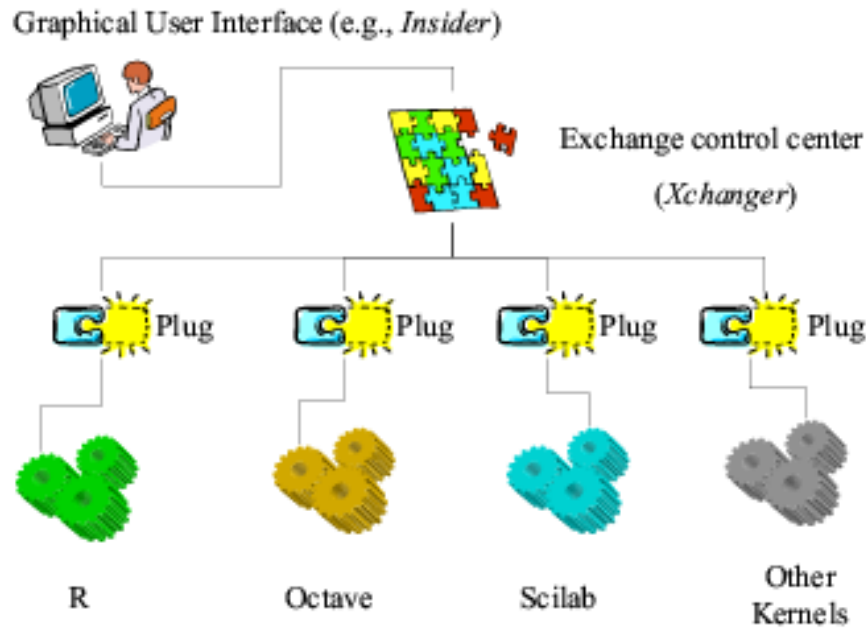 Graphical User Interface (e.g., Insider)
Exchange control center
(Xchanger)
Plug
Plug
Plug
Plug
R
Octave
Scilab
Other
Kernels